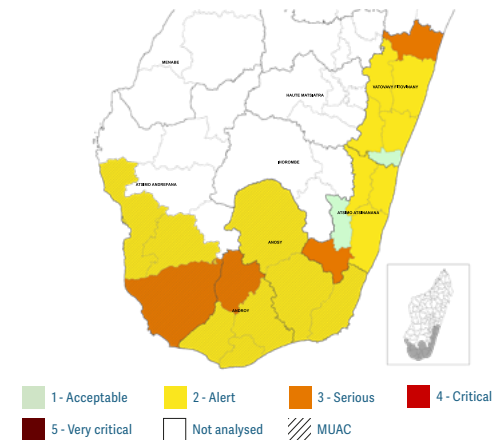 MENABE
VATOVAVY FITOVINANY
HAUTE MATSIATRA
IHOROMBE
ATSIMO ANDREFANA
ATSIMO ATSINANANA
ANOSY
ANDROY
1 - Acceptable
2 - Alert
3 - Serious
4 - Critical
5 - Very critical
Not analysed
MUAC